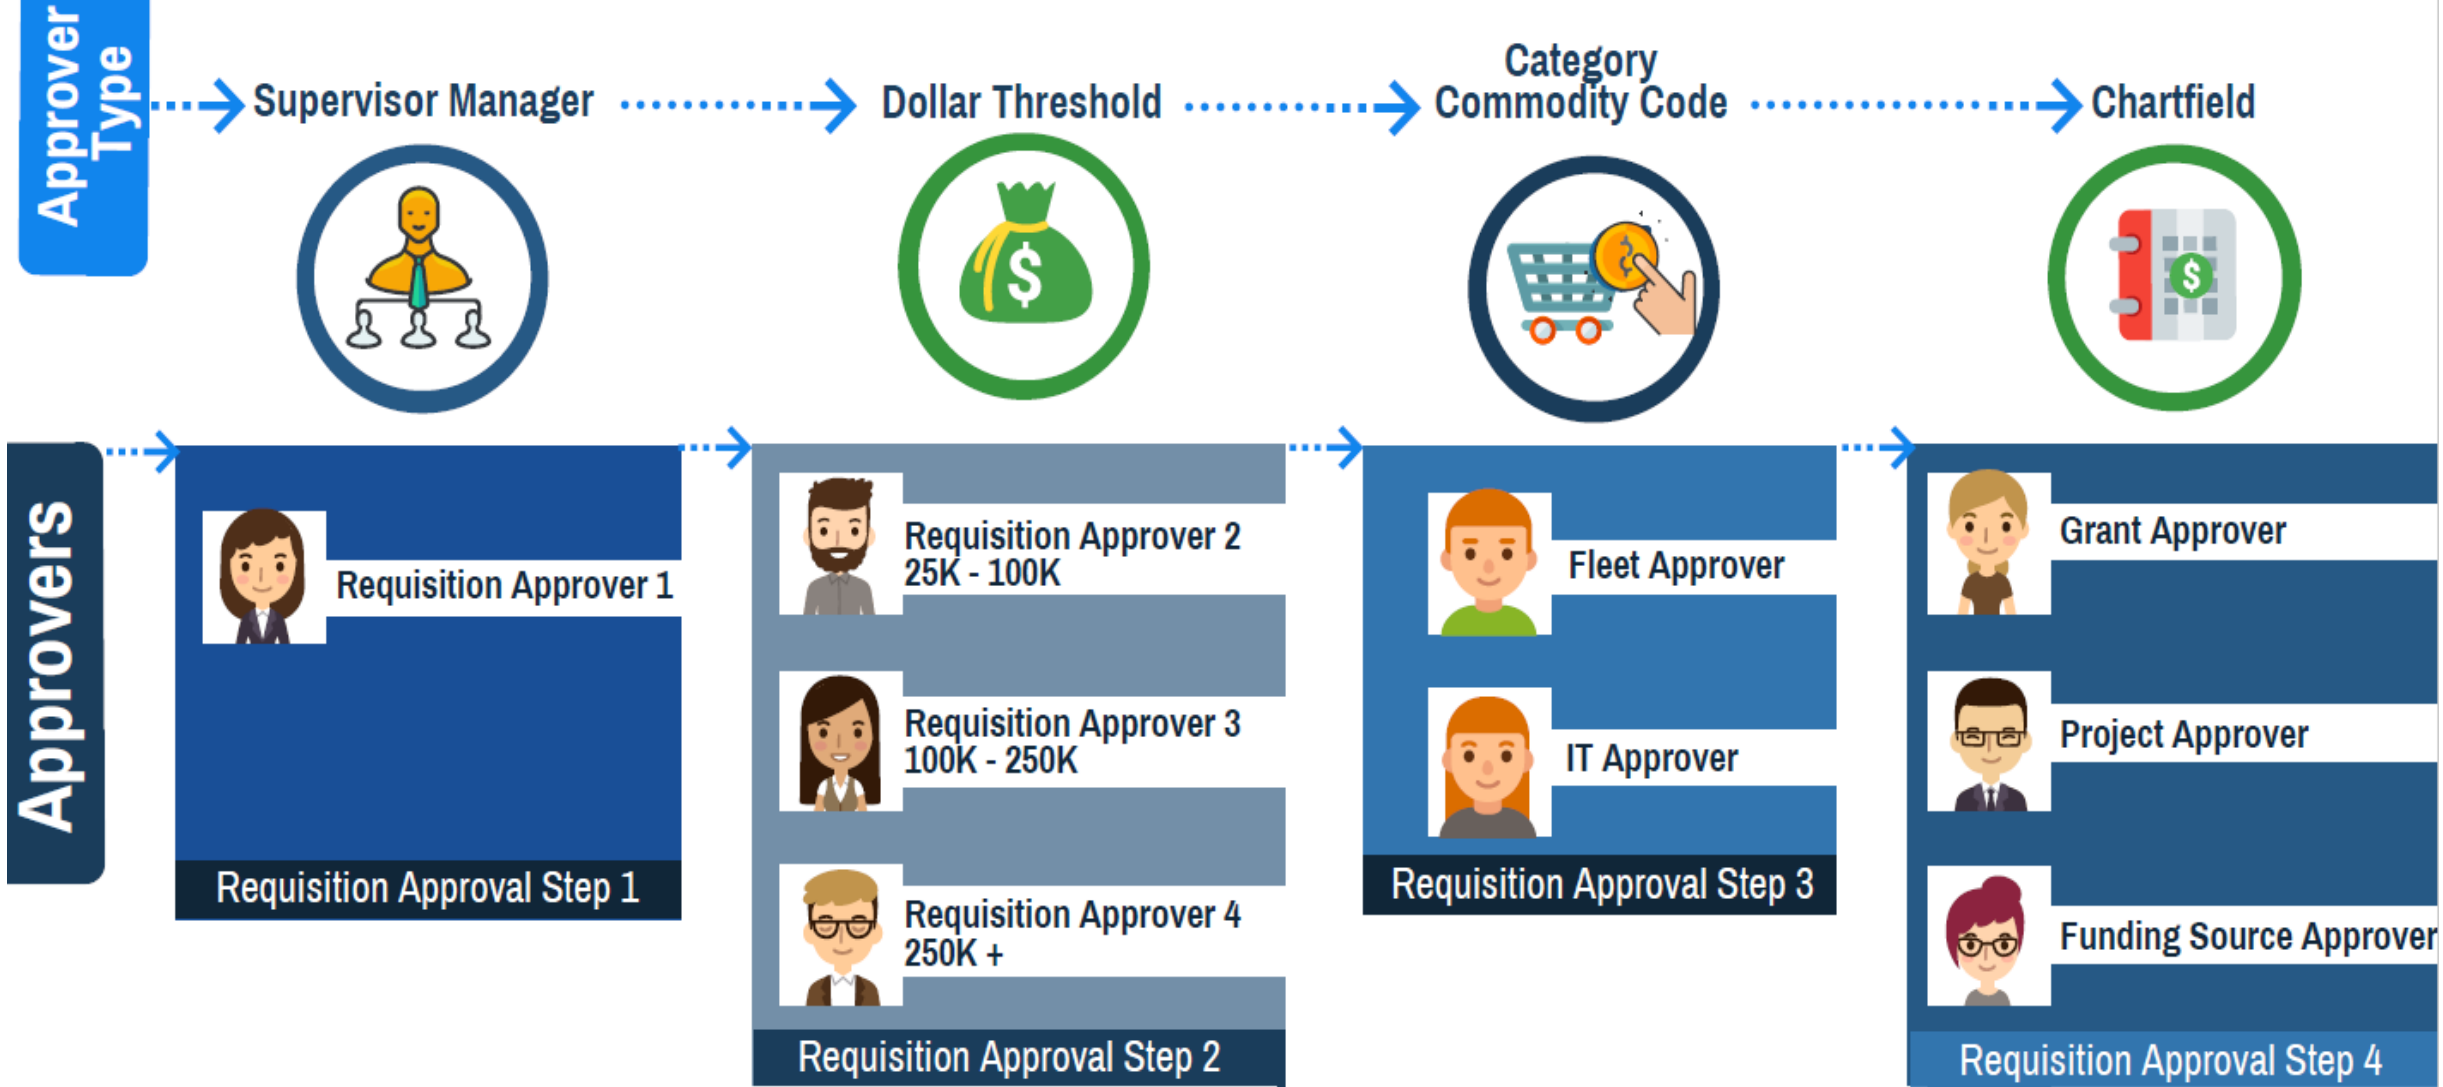 Approver
Type
Supervisor Manager
Dollar Threshold
Category
Commodity Code
Chartfield
Approvers
Requisition Approver 1
Requisition Approval Step 1
Requisition Approver 2
25K - 100K
Requisition Approver 3
100K - 250K
Requisition Approver 4
250K +
Requisition Approval Step 2
Fleet Approver
IT Approver
Requisition Approval Step 3
Grant Approver
Project Approver
Funding Source Approver
Requisition Approval Step 4